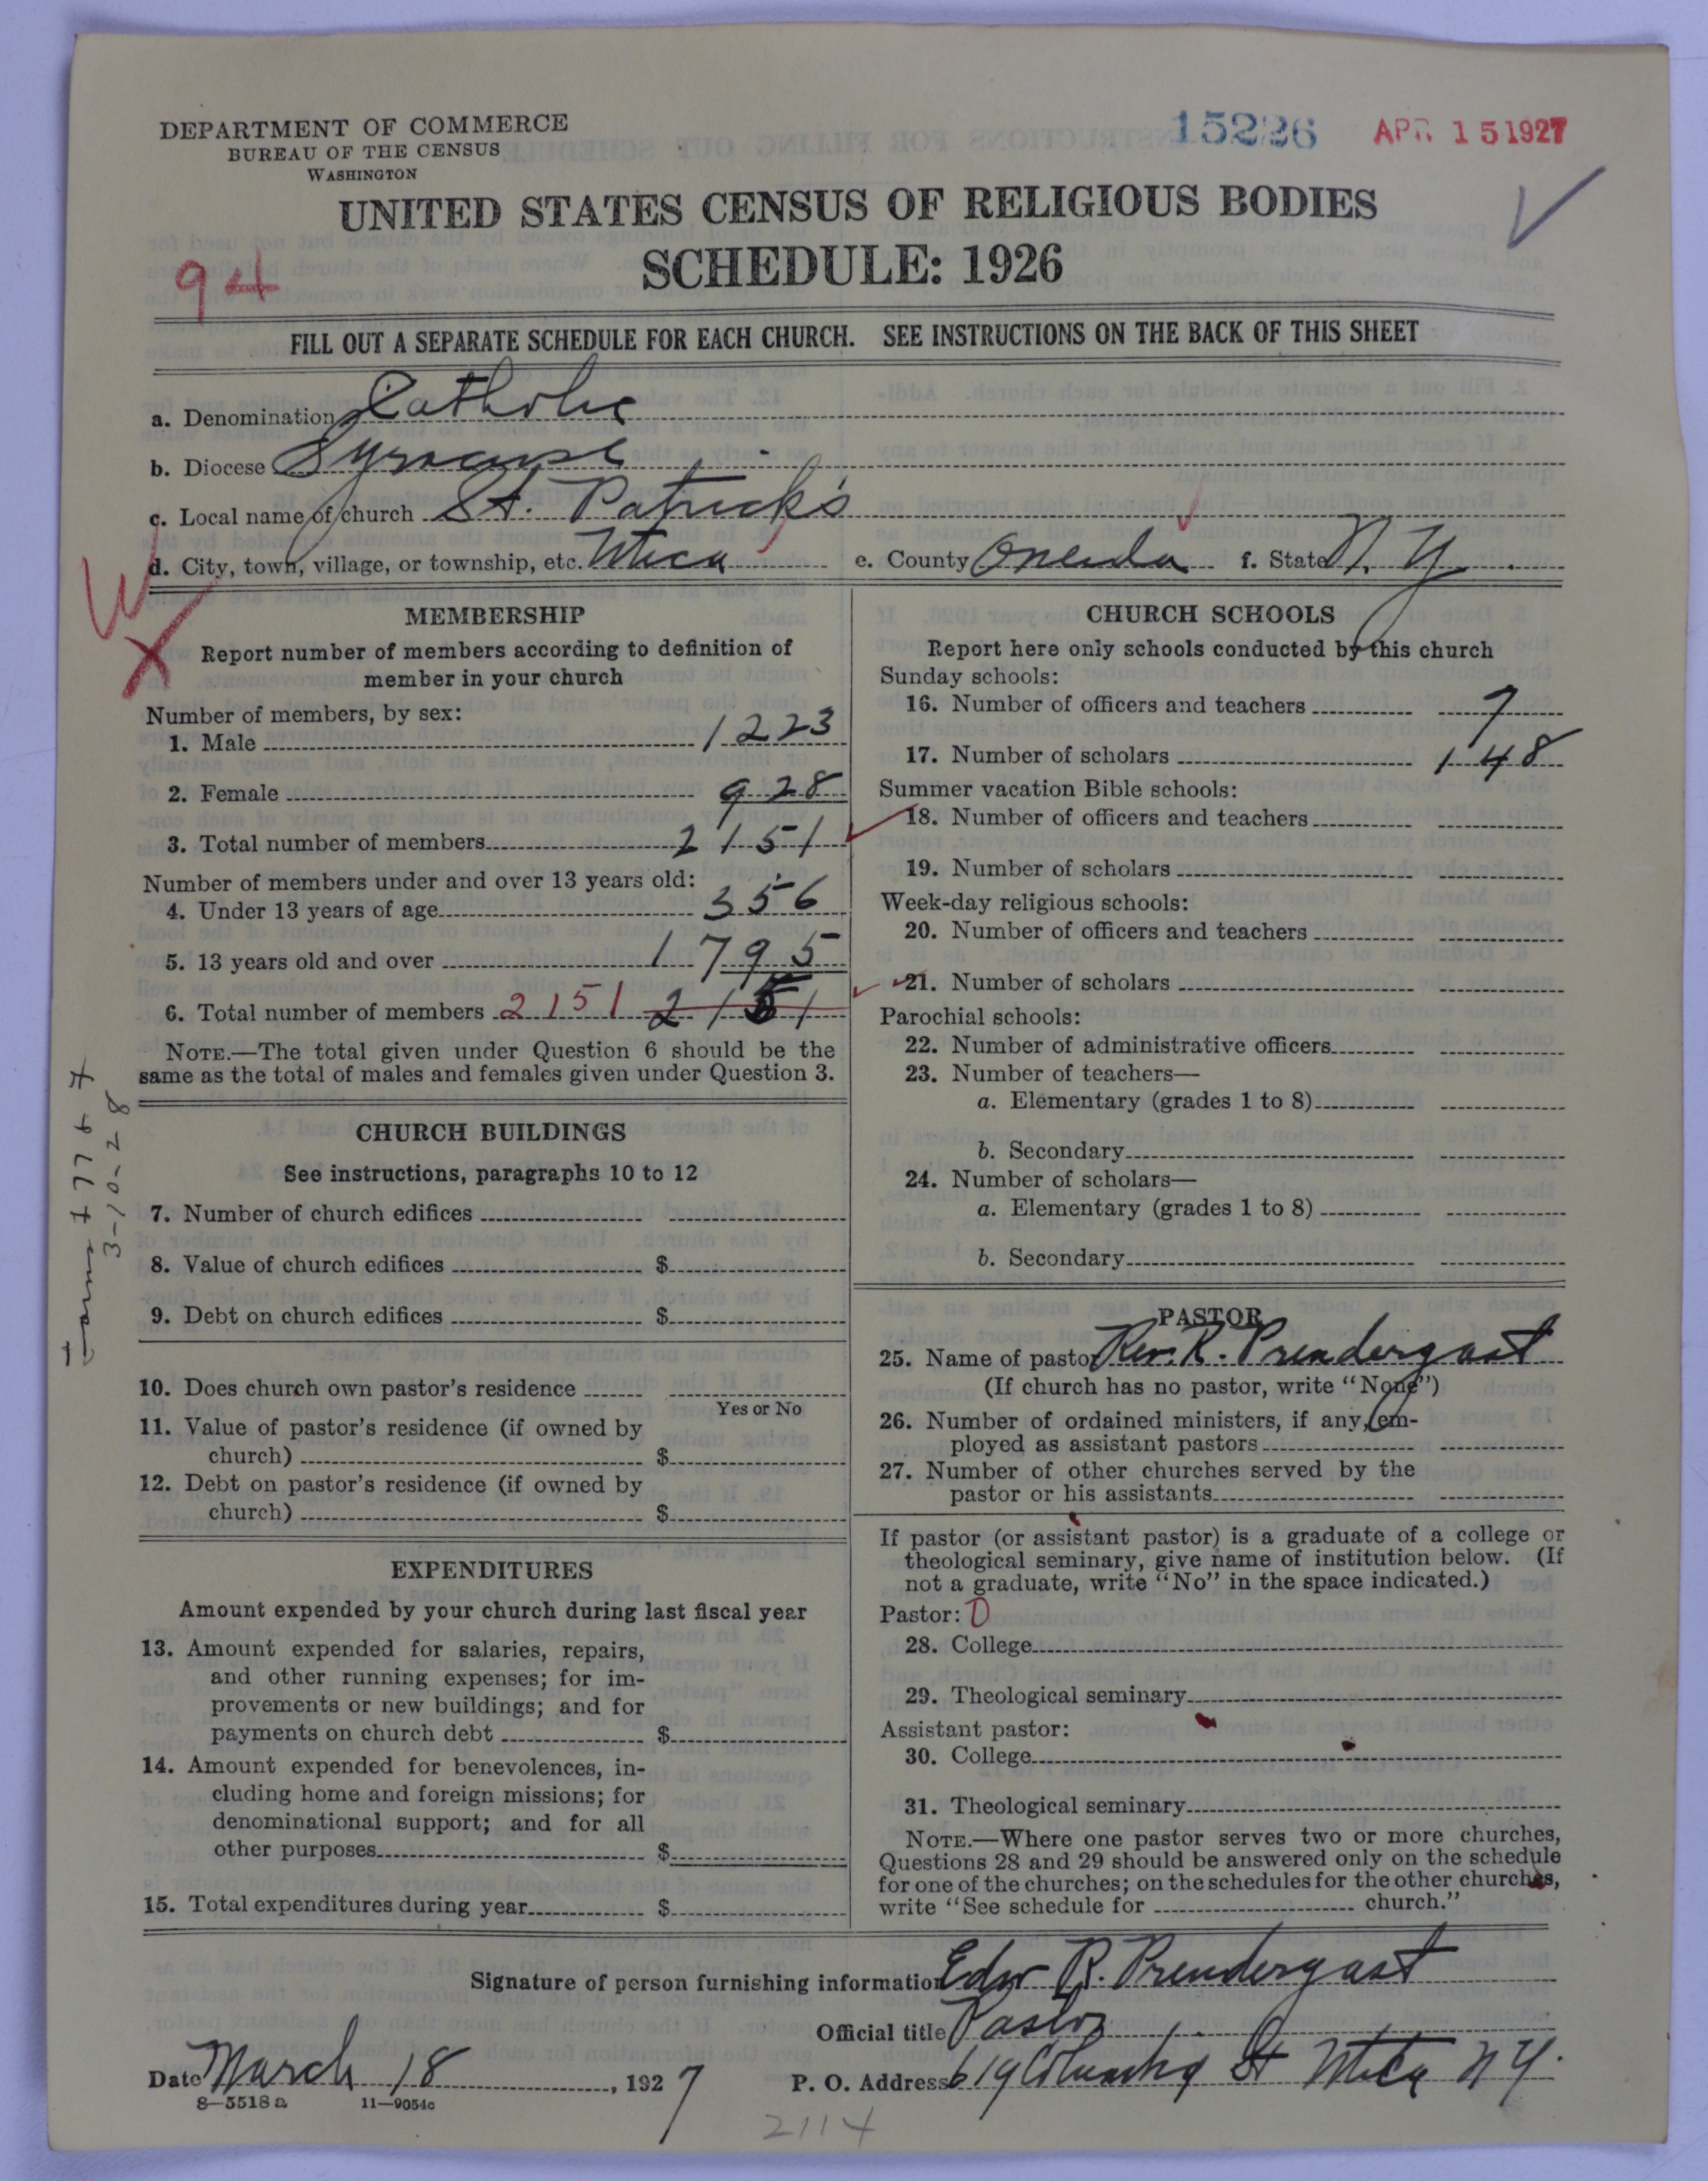 DEPARTMENT OF COMMERCE
BUREAU OF THE CENSUS
WASHINGTON
15226
APR 15 1927
UNITED STATES CENSUS OF RELIGIOUS BODIES
SCHEDULE: 1926
94
FILL OUT A SEPARATE SCHEDULE FOR EACH CHURCH. SEE INSTRUCTIONS ON THE BACK OF THIS SHEET
a. Denomination Catholic
b. Diocese Syracuse
c. Local name of church St. Patrick's
d. City, town, village, or township, etc. Utica e. County Oneida f. State N. Y.
MEMBERSHIP
Report number of members according to definition of
member in your church
Number of members, by sex:
1. Male 1223
2. Female 928
3. Total number of members 2151
Number of members under and over 13 years old:
4. Under 13 years of age 356
5. 13 years old and over 1795
6. Total number of members 2151 2151
NOTE.—The total given under Question 6 should be the
same as the total of males and females given under Question 3.
CHURCH BUILDINGS
See instructions, paragraphs 10 to 12
7. Number of church edifices
8. Value of church edifices $
9. Debt on church edifices $
10. Does church own pastor's residence
Yes or No
11. Value of pastor's residence (if owned by
church) $
12. Debt on pastor's residence (if owned by
church) $
EXPENDITURES
Amount expended by your church during last fiscal year
13. Amount expended for salaries, repairs,
and other running expenses; for im-
provements or new buildings; and for
payments on church debt $
14. Amount expended for benevolences, in-
cluding home and foreign missions; for
denominational support; and for all
other purposes $
15. Total expenditures during year $
3-10-28
CHURCH SCHOOLS
Report here only schools conducted by this church
Sunday schools:
16. Number of officers and teachers 7
17. Number of scholars 148
Summer vacation Bible schools:
18. Number of officers and teachers
19. Number of scholars
Week-day religious schools:
20. Number of officers and teachers
21. Number of scholars
Parochial schools:
22. Number of administrative officers
23. Number of teachers—
a. Elementary (grades 1 to 8)
b. Secondary
24. Number of scholars—
a. Elementary (grades 1 to 8)
b. Secondary
PASTOR
25. Name of pastor Rev. R. Prendergast
(If church has no pastor, write "None")
26. Number of ordained ministers, if any, em-
ployed as assistant pastors
27. Number of other churches served by the
pastor or his assistants
If pastor (or assistant pastor) is a graduate of a college or
theological seminary, give name of institution below. (If
not a graduate, write "No" in the space indicated.)
Pastor: 0
28. College
29. Theological seminary
Assistant pastor:
30. College
31. Theological seminary
NOTE.—Where one pastor serves two or more churches,
Questions 28 and 29 should be answered only on the schedule
for one of the churches; on the schedules for the other churches,
write "See schedule for church."
Signature of person furnishing information Edw R. Prendergast
Official title Pastor
Date March 18, 1927 P. O. Address 619 Columbia St Utica N Y.
8—5518 a 11—9054c
2114